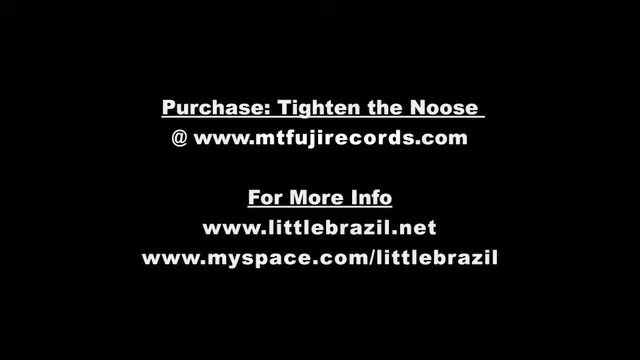 Purchase: Tighten the Noose
@ www.mtfujirecords.com
For More Info
www.littlebrazil.net
www.myspace.com/littlebrazil